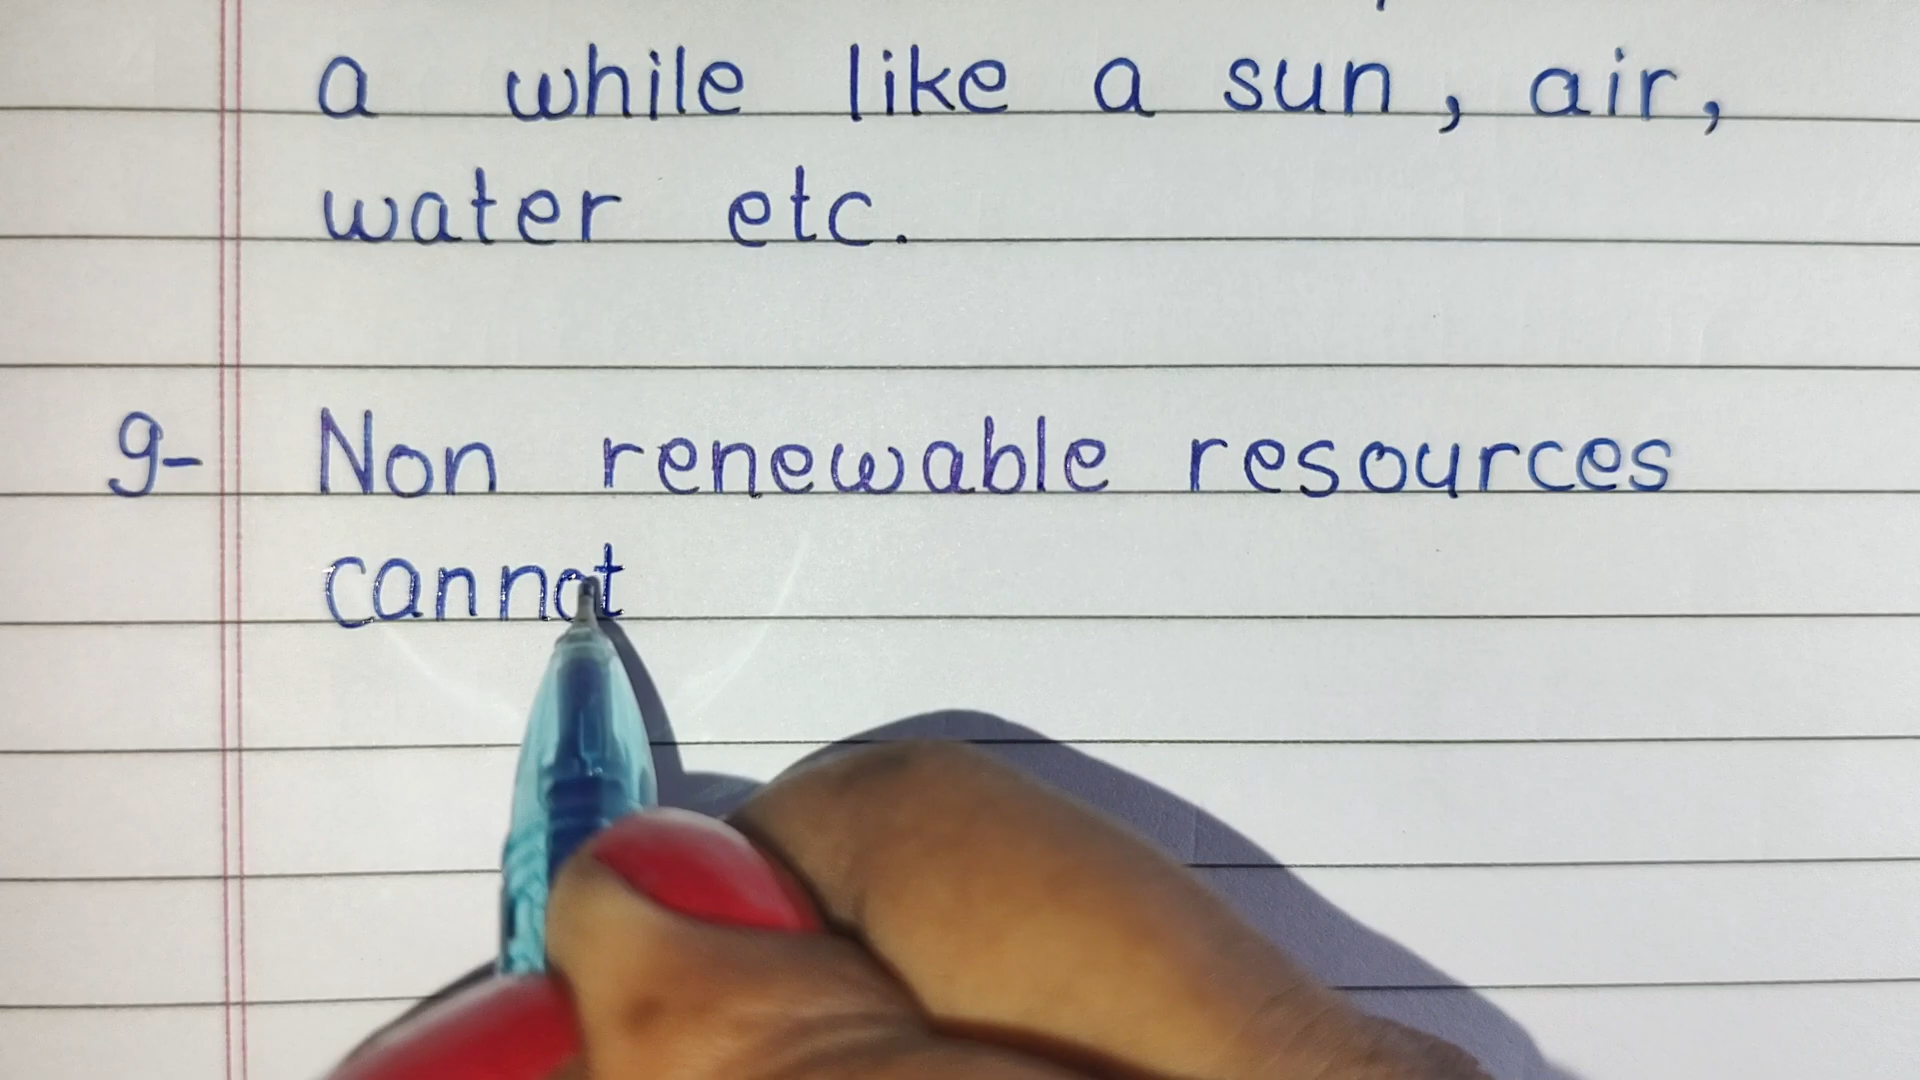 a while like a sun, air,
water etc.
9- Non renewable resources
cannot